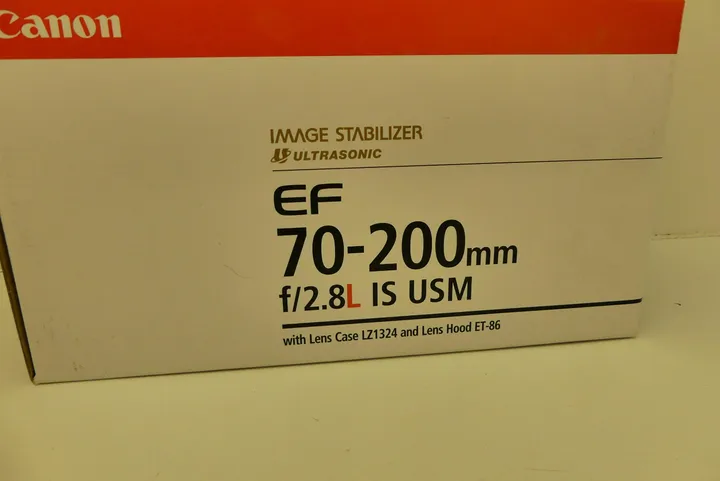 Canon
IMAGE STABILIZER
ULTRASONIC
EF
70-200mm
f/2.8L IS USM
with Lens Case LZ1324 and Lens Hood ET-86